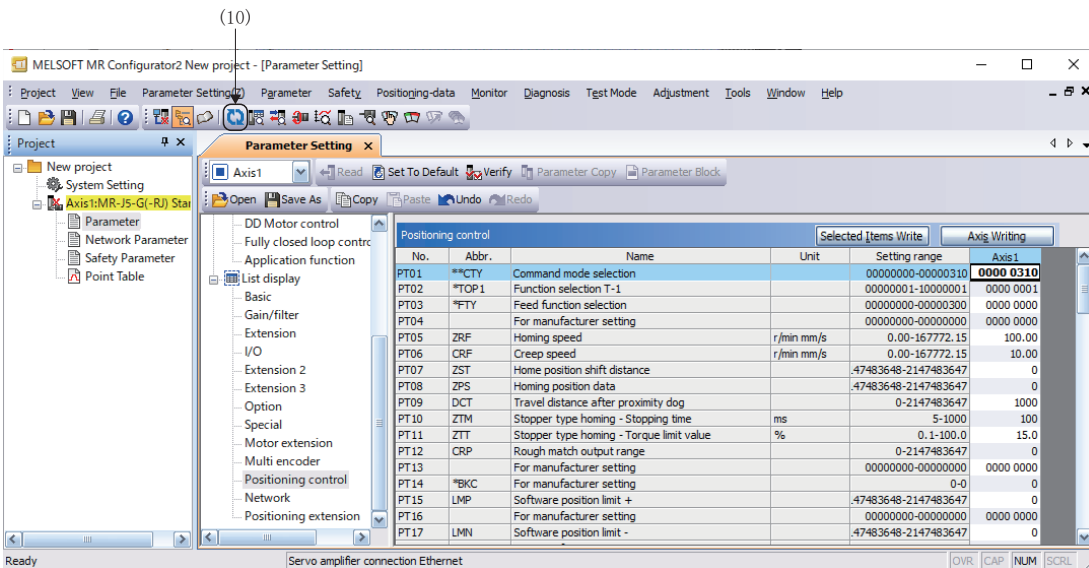 (10)
MELSOFT MR Configurator2 New project - [Parameter Setting]
Project View File Parameter Setting(Z) Parameter Safety Positioning-data Monitor Diagnosis Test Mode Adjustment Tools Window Help
Project
New project
System Setting
Axis1:MR-J5-G(-RJ) Star
Parameter
Network Parameter
Safety Parameter
Point Table
Parameter Setting
Axis1 Read Set To Default Verify Parameter Copy Parameter Block
Open Save As Copy Paste Undo Redo
DD Motor control
Fully closed loop contro
Application function
List display
Basic
Gain/filter
Extension
I/O
Extension 2
Extension 3
Option
Special
Motor extension
Multi encoder
Positioning control
Network
Positioning extension
Positioning control Selected Items Write Axis Writing
No. Abbr. Name Unit Setting range Axis1
PT01 **CTY Command mode selection 00000000-00000310 0000 0310
PT02 *TOP1 Function selection T-1 00000001-10000001 0000 0001
PT03 *FTY Feed function selection 00000000-00000300 0000 0000
PT04 For manufacturer setting 00000000-00000000 0000 0000
PT05 ZRF Homing speed r/min mm/s 0.00-167772.15 100.00
PT06 CRF Creep speed r/min mm/s 0.00-167772.15 10.00
PT07 ZST Home position shift distance .47483648-2147483647 0
PT08 ZPS Homing position data .47483648-2147483647 0
PT09 DCT Travel distance after proximity dog 0-2147483647 1000
PT10 ZTM Stopper type homing - Stopping time ms 5-1000 100
PT11 ZTT Stopper type homing - Torque limit value % 0.1-100.0 15.0
PT12 CRP Rough match output range 0-2147483647 0
PT13 For manufacturer setting 00000000-00000000 0000 0000
PT14 *BKC For manufacturer setting 0-0 0
PT15 LMP Software position limit + .47483648-2147483647 0
PT16 For manufacturer setting 00000000-00000000 0000 0000
PT17 LMN Software position limit - .47483648-2147483647 0
Ready Servo amplifier connection Ethernet OVR CAP NUM SCRL